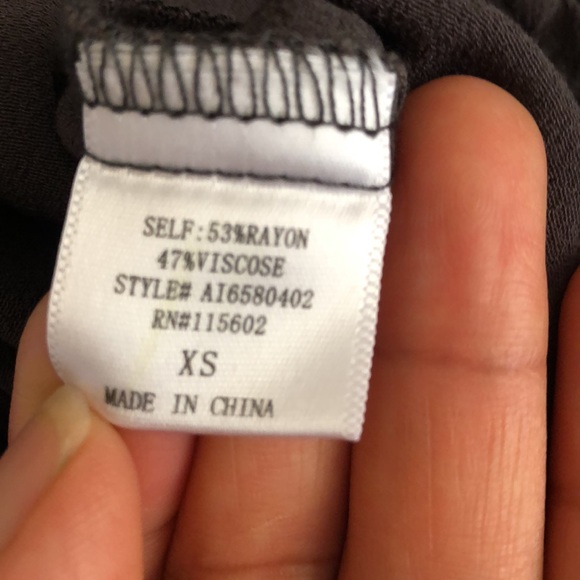 SELF:53%RAYON
47%VISCOSE
STYLE# AI6580402
RN#115602
XS
MADE IN CHINA